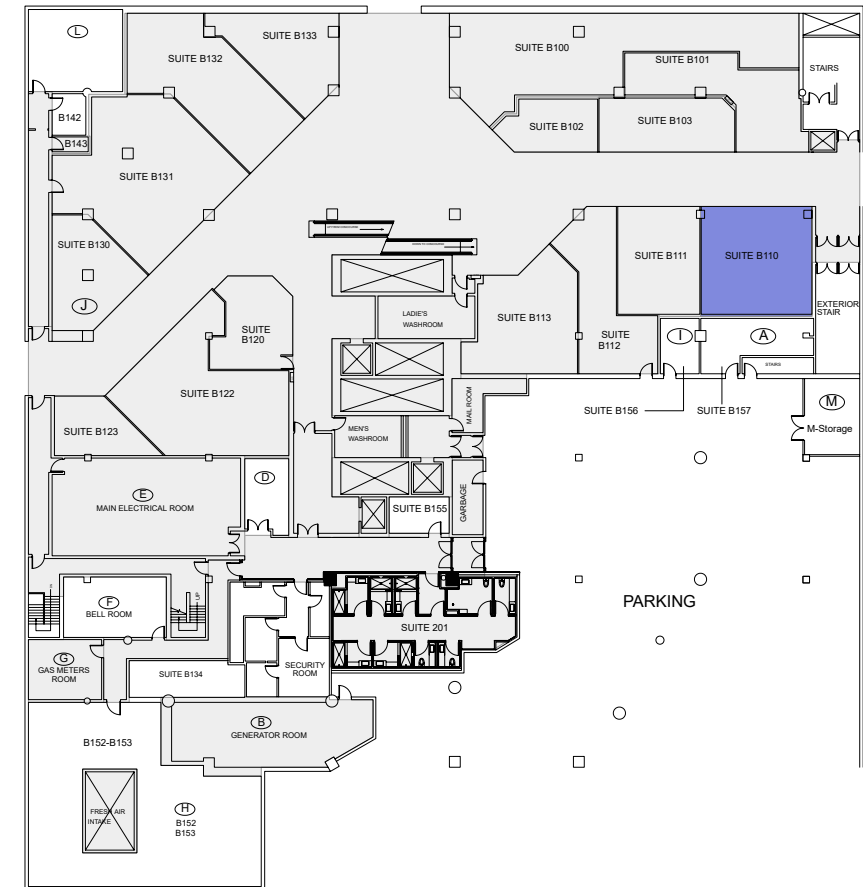 L
SUITE B133
SUITE B132
SUITE B100
SUITE B101
STAIRS
B142
B143
SUITE B102
SUITE B103
SUITE B131
SUITE B130
J
SUITE B111
SUITE B110
EXTERIOR
STAIR
LADIE'S
WASHROOM
SUITE B113
SUITE
B112
I
A
STAIRS
SUITE
B120
SUITE B122
SUITE B123
MAIL ROOM
SUITE B156
SUITE B157
M
M-Storage
MEN'S
WASHROOM
D
E
MAIN ELECTRICAL ROOM
SUITE B155
GARBAGE
F
BELL ROOM
UP
PARKING
SUITE 201
G
GAS METERS
ROOM
SUITE B134
SECURITY
ROOM
B
GENERATOR ROOM
B152-B153
FRESH AIR
INTAKE
H
B152
B153